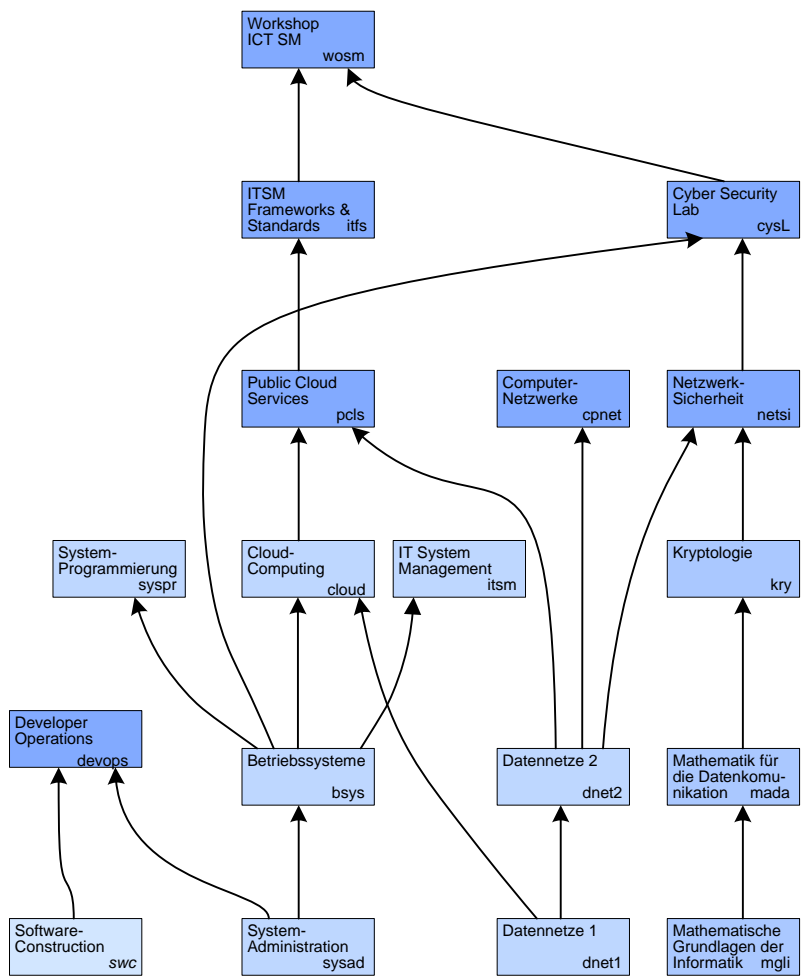 Workshop
ICT SM
wosm
ITSM
Frameworks &
Standards itfs
Cyber Security
Lab
cysL
Public Cloud
Services
pcls
Computer-
Netzwerke
cpnet
Netzwerk-
Sicherheit
netsi
System-
Programmierung
syspr
Cloud-
Computing
cloud
IT System
Management
itsm
Kryptologie
kry
Developer
Operations
devops
Betriebssysteme
bsys
Datennetze 2
dnet2
Mathematik für
die Datenkomu-
nikation mada
Software-
Construction
swc
System-
Administration
sysad
Datennetze 1
dnet1
Mathematische
Grundlagen der
Informatik mgli